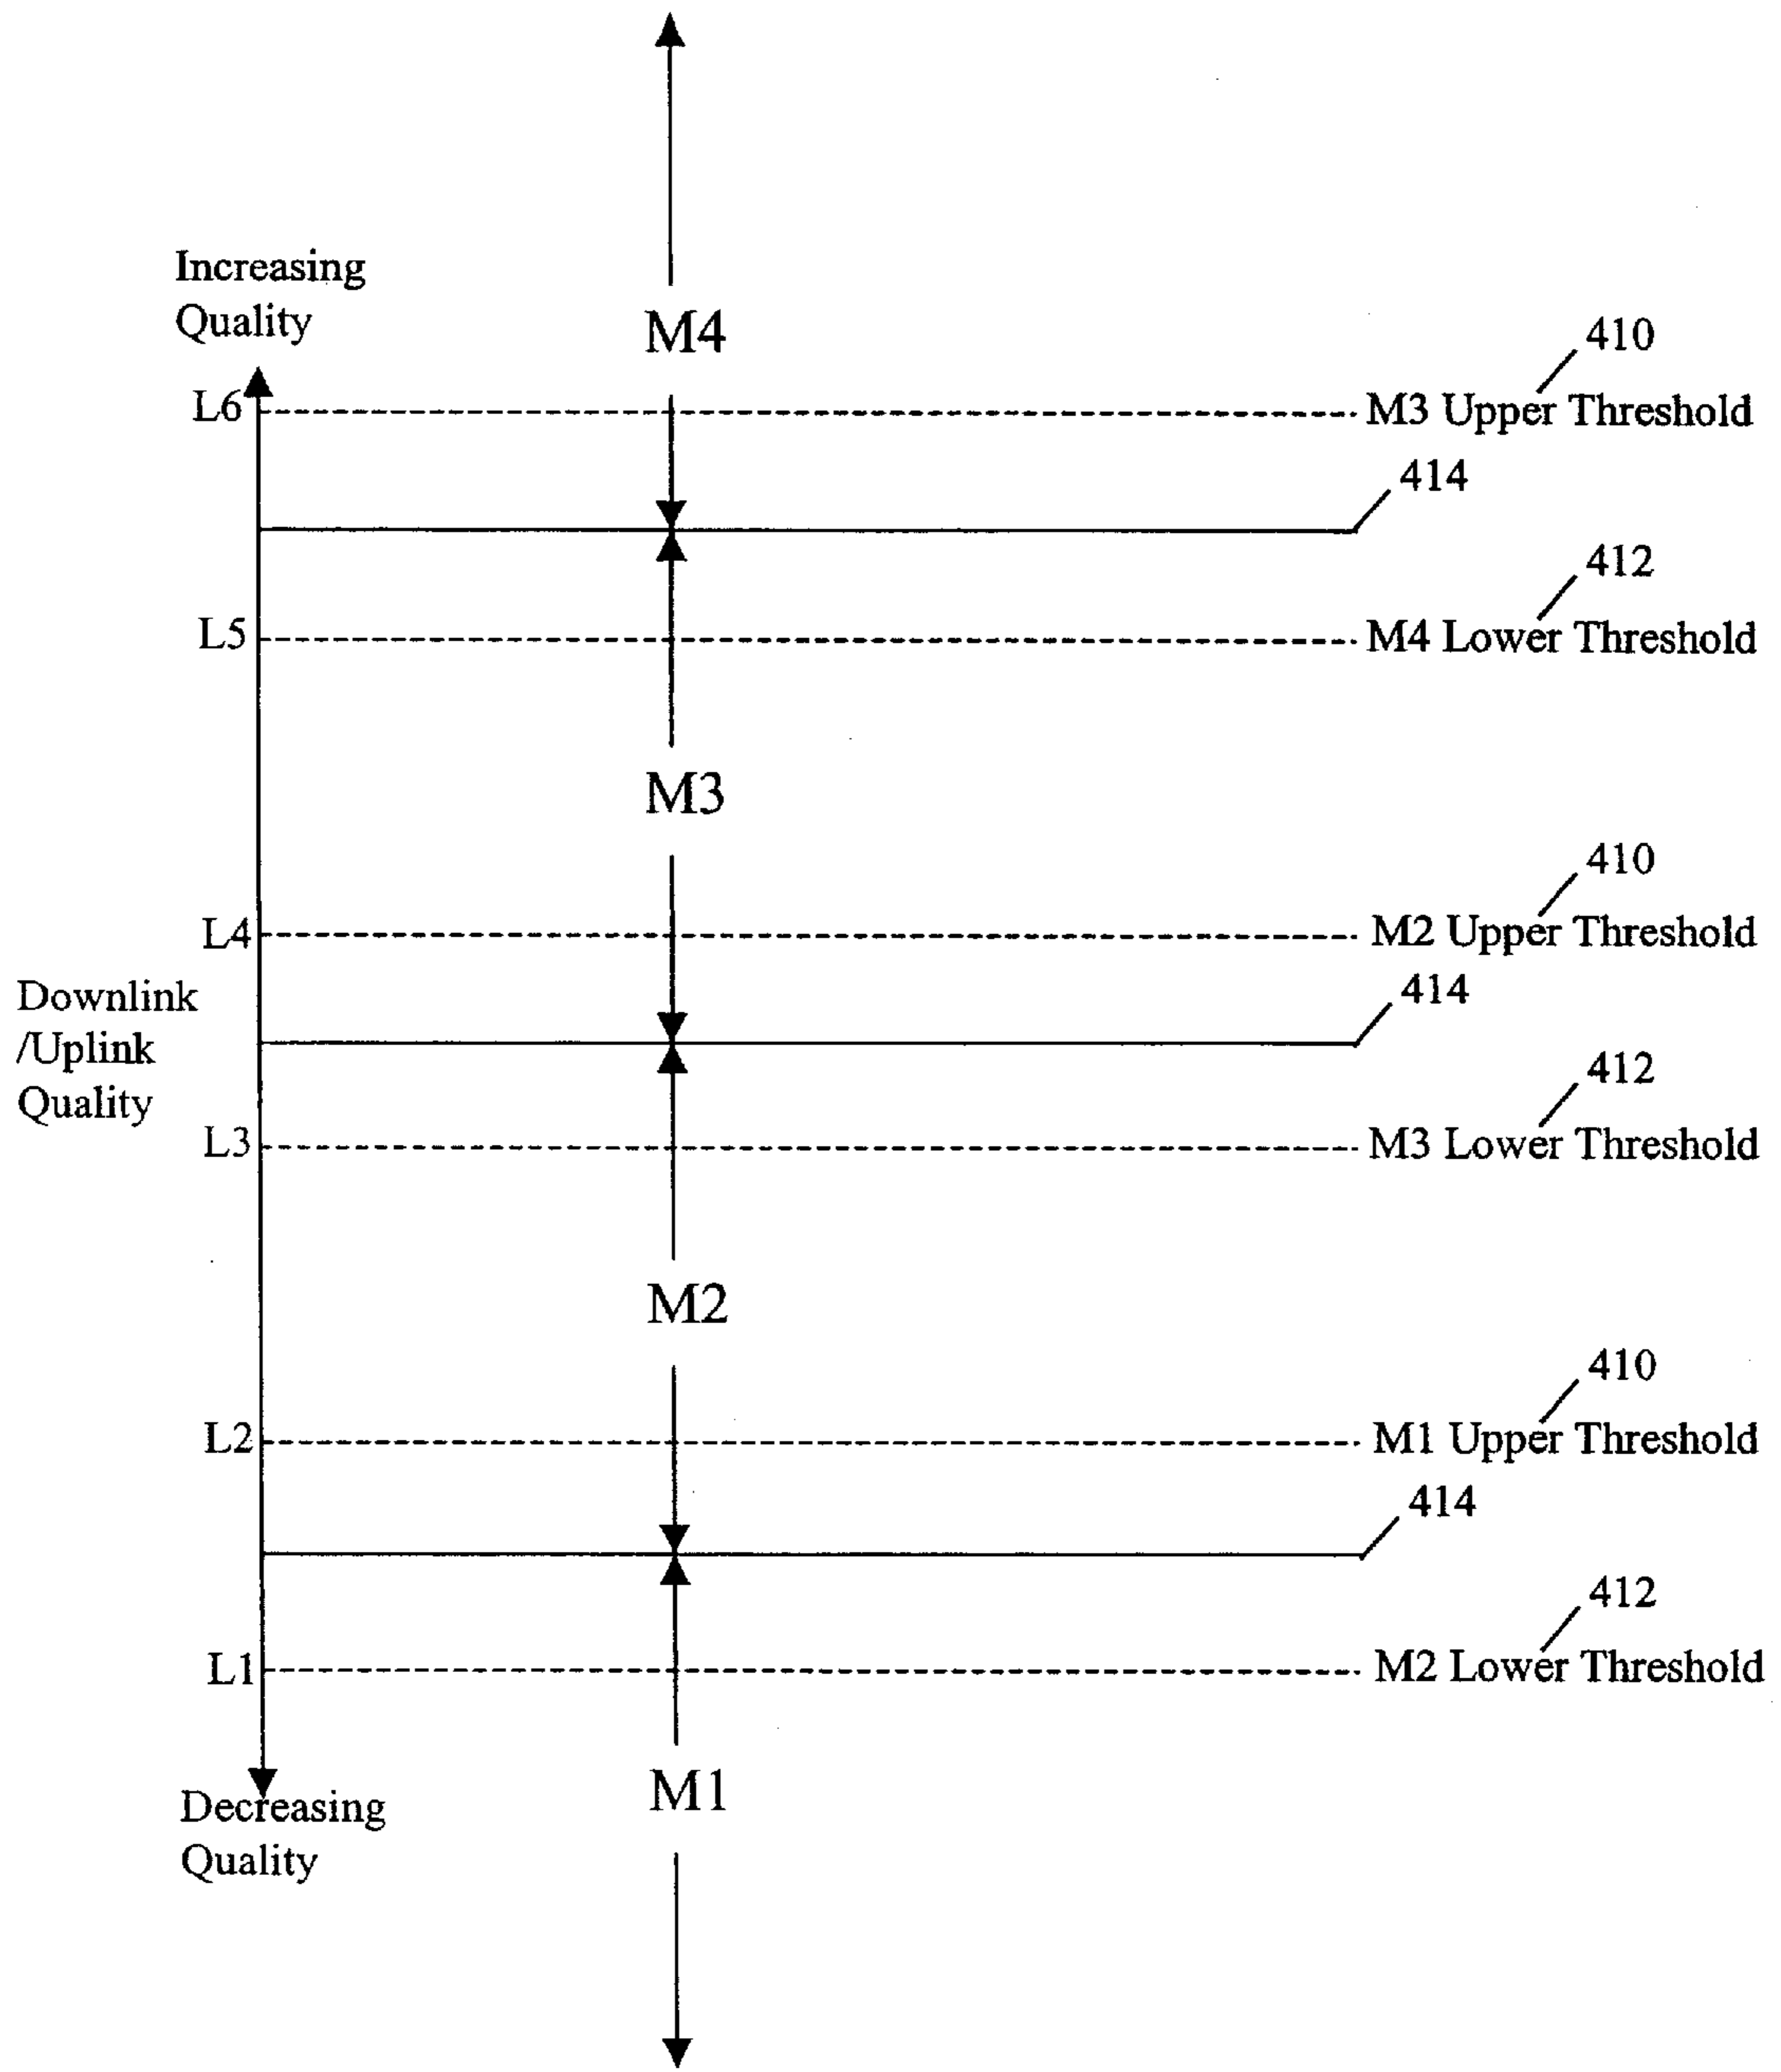 Increasing
Quality
M4
410
L6
M3 Upper Threshold
414
412
L5
M4 Lower Threshold
M3
410
L4
M2 Upper Threshold
Downlink
/Uplink
Quality
414
412
L3
M3 Lower Threshold
M2
410
L2
M1 Upper Threshold
414
412
L1
M2 Lower Threshold
M1
Decreasing
Quality